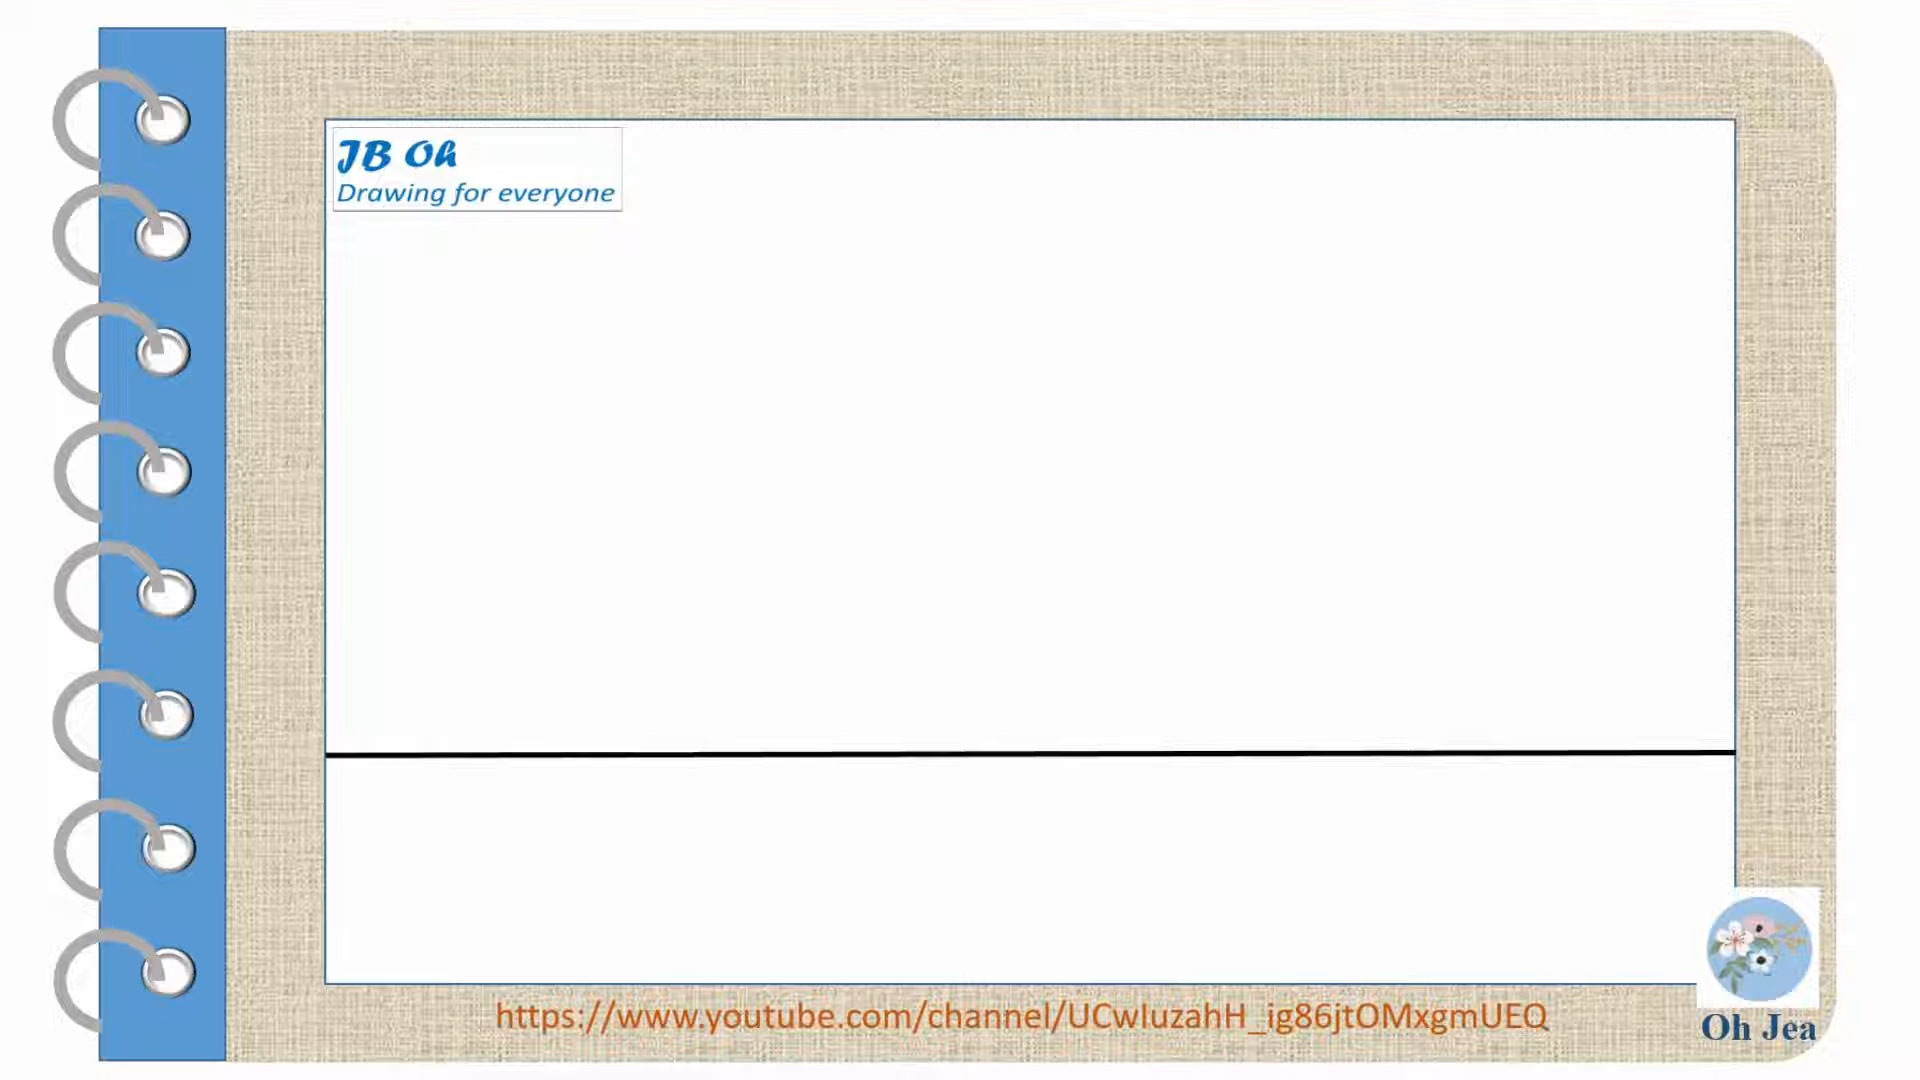 JB Oh
Drawing for everyone
https://www.youtube.com/channel/UCwluzahH_ig86jtOMxgmUEQ
Oh Jea